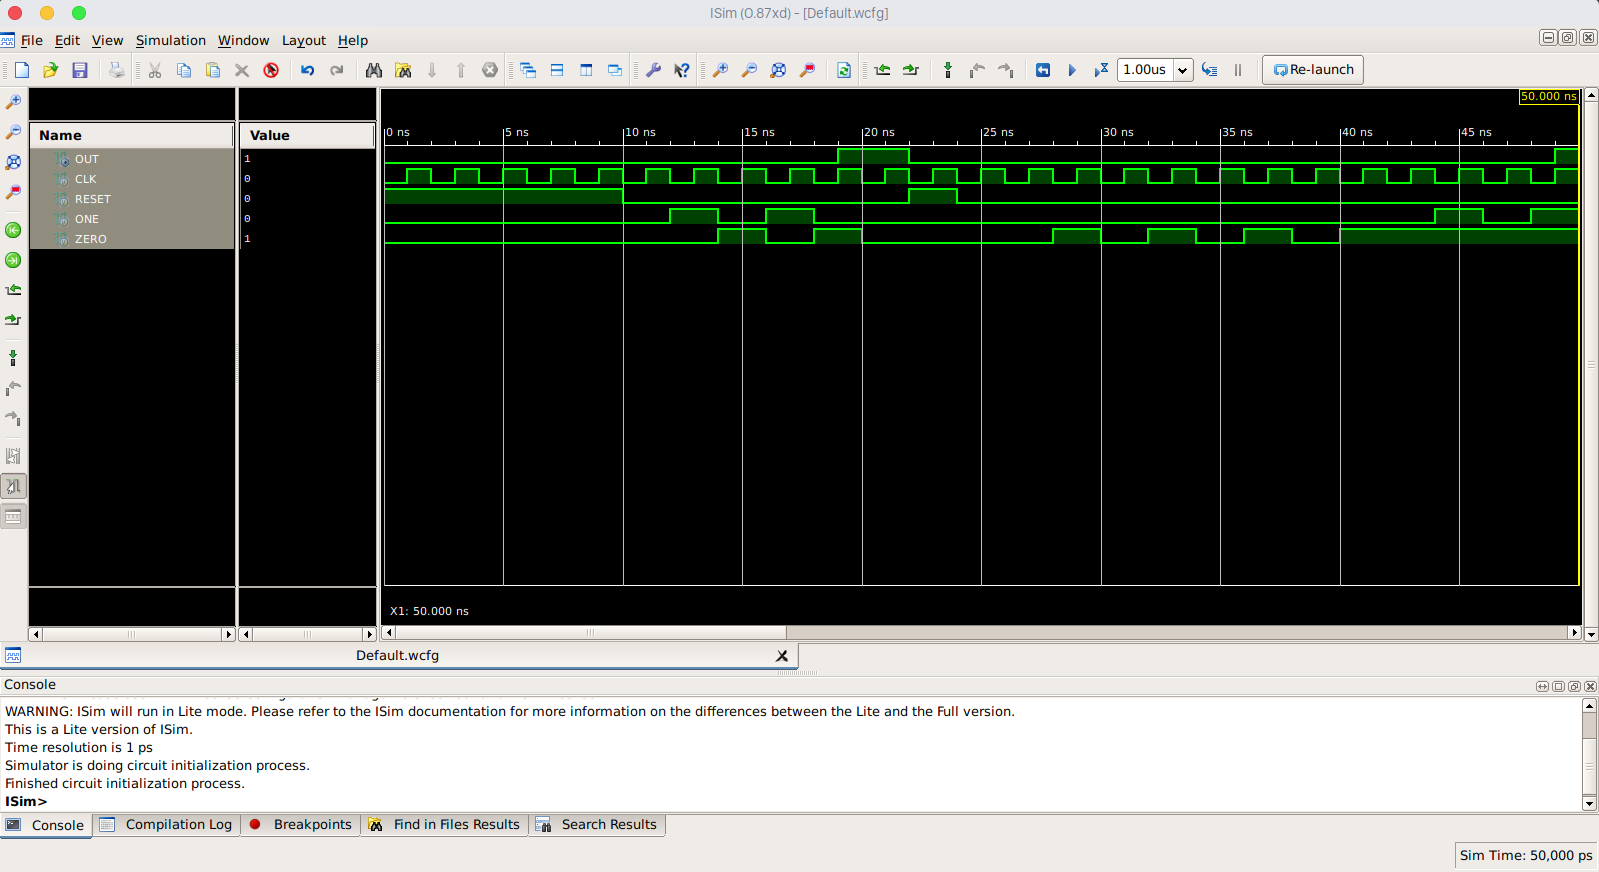 ISim (O.87xd) - [Default.wcfg]
File Edit View Simulation Window Layout Help
1.00us Re-launch
50.000 ns
Name Value
0 ns 5 ns 10 ns 15 ns 20 ns 25 ns 30 ns 35 ns 40 ns 45 ns
OUT 1
CLK 0
RESET 0
ONE 0
ZERO 1
X1: 50.000 ns
Default.wcfg
Console
WARNING: ISim will run in Lite mode. Please refer to the ISim documentation for more information on the differences between the Lite and the Full version.
This is a Lite version of ISim.
Time resolution is 1 ps
Simulator is doing circuit initialization process.
Finished circuit initialization process.
ISim>
Console Compilation Log Breakpoints Find in Files Results Search Results
Sim Time: 50,000 ps